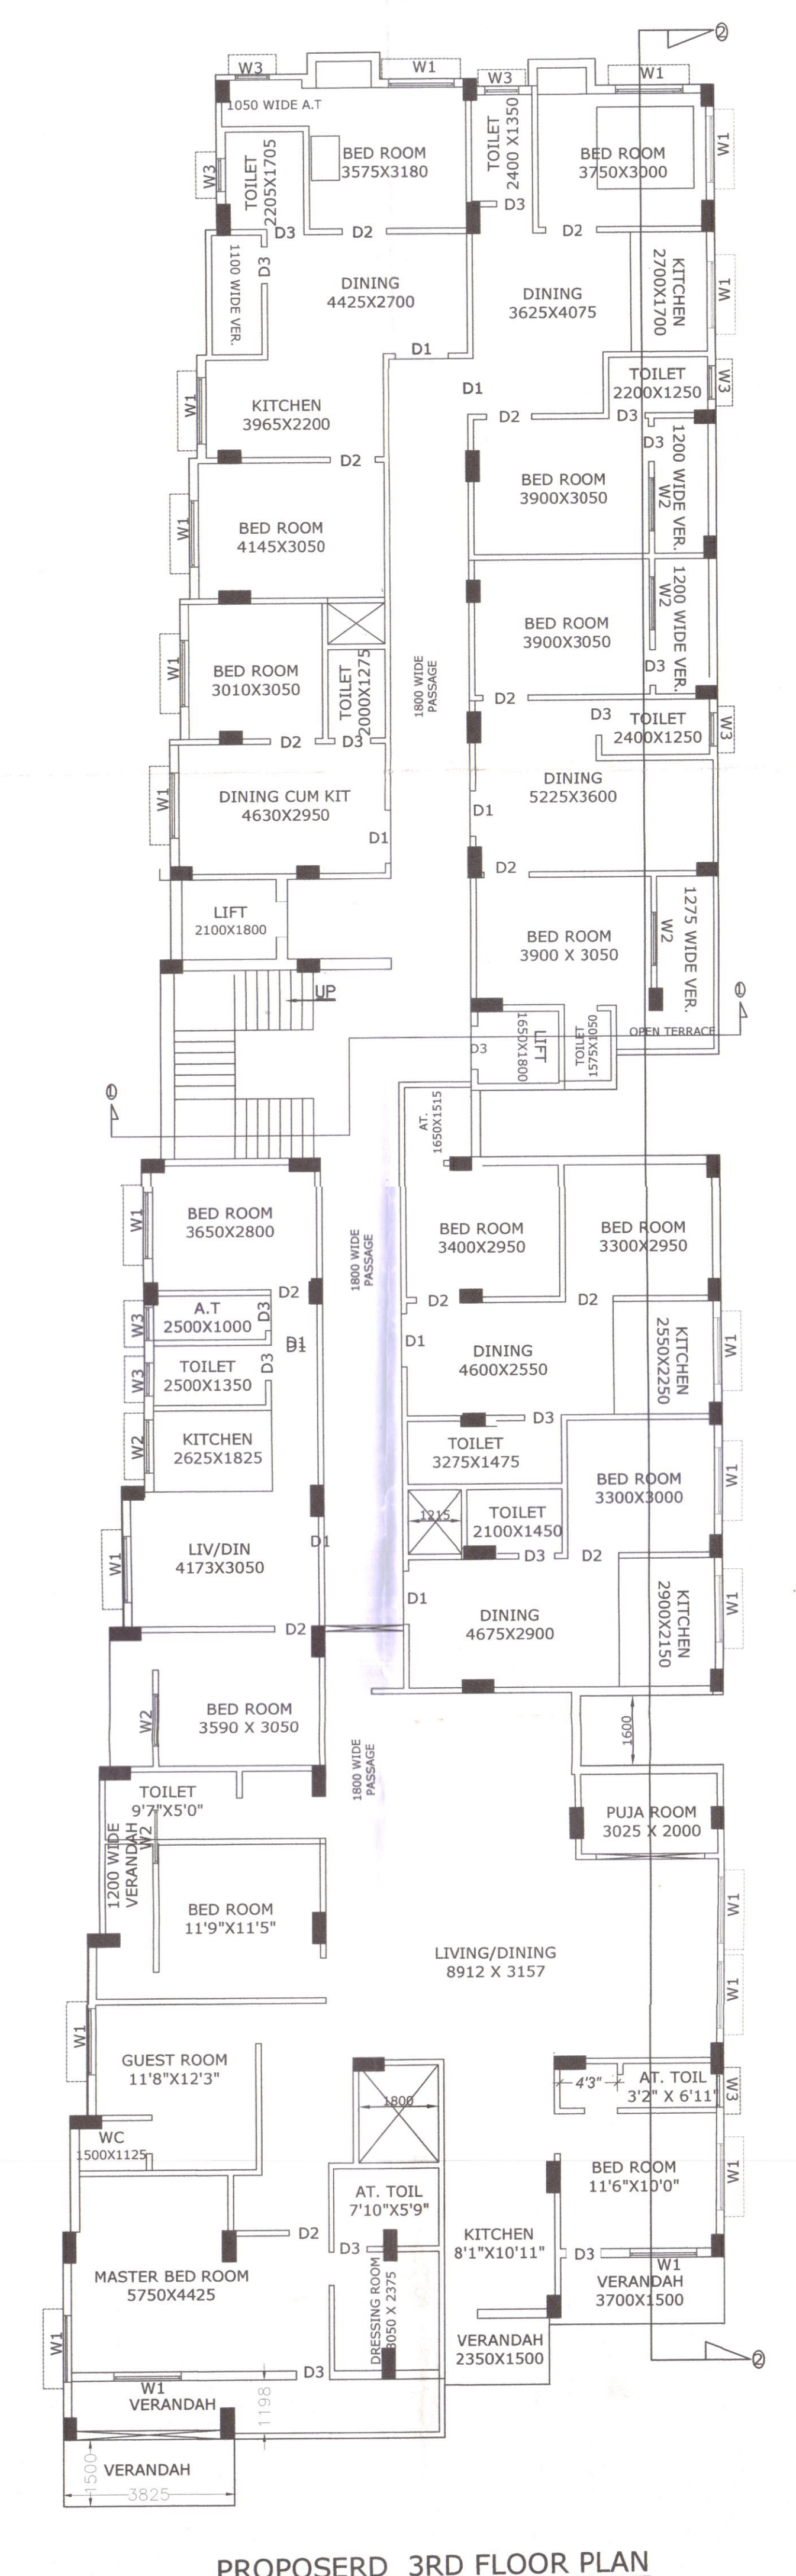 2
W3
W1
W3
W1
1050 WIDE A.T
TOILET
2205X1705
BED ROOM
3575X3180
TOILET
2400 X1350
BED ROOM
3750X3000
W1
W3
D3
D3
D2
D2
1100 WIDE VER.
D3
DINING
4425X2700
DINING
3625X4075
KITCHEN
2700X1700
W1
D1
D1
TOILET
2200X1250
W3
W1
KITCHEN
3965X2200
D2
D3
D3
D2
BED ROOM
3900X3050
W2
1200 WIDE VER.
W1
BED ROOM
4145X3050
BED ROOM
3900X3050
W2
1200 WIDE VER.
D3
W1
BED ROOM
3010X3050
TOILET
2000X1275
1800 WIDE
PASSAGE
D2
D3
D2
D3
TOILET
2400X1250
W3
W1
DINING CUM KIT
4630X2950
D1
DINING
5225X3600
D1
D2
LIFT
2100X1800
BED ROOM
3900 X 3050
W2
1275 WIDE VER.
UP
1
D3
LIFT
1650X1800
TOILET
1575X1050
OPEN TERRACE
1
AT.
1650X1515
W1
BED ROOM
3650X2800
1800 WIDE
PASSAGE
BED ROOM
3400X2950
BED ROOM
3300X2950
D2
D2
D2
W3
A.T
2500X1000
D3
D1
D1
D1
DINING
4600X2550
KITCHEN
2550X2250
W1
W3
TOILET
2500X1350
D3
D3
W2
KITCHEN
2625X1825
TOILET
3275X1475
BED ROOM
3300X3000
W1
1215
TOILET
2100X1450
W1
LIV/DIN
4173X3050
D1
D3
D2
D1
DINING
4675X2900
KITCHEN
2900X2150
W1
D2
BED ROOM
3590 X 3050
W2
1800 WIDE
PASSAGE
1600
TOILET
9'7"X5'0"
PUJA ROOM
3025 X 2000
1200 WIDE
VERANDAH
W2
BED ROOM
11'9"X11'5"
W1
LIVING/DINING
8912 X 3157
W1
W1
GUEST ROOM
11'8"X12'3"
4'3"
AT. TOIL
3'2" X 6'11"
W3
1800
WC
1500X1125
BED ROOM
11'6"X10'0"
W1
AT. TOIL
7'10"X5'9"
D2
D3
KITCHEN
8'1"X10'11"
D3
W1
MASTER BED ROOM
5750X4425
DRESSING ROOM
3050 X 2375
VERANDAH
3700X1500
W1
VERANDAH
2350X1500
2
D3
W1
VERANDAH
1198
VERANDAH
1500
3825
PROPOSERD 3RD FLOOR PLAN